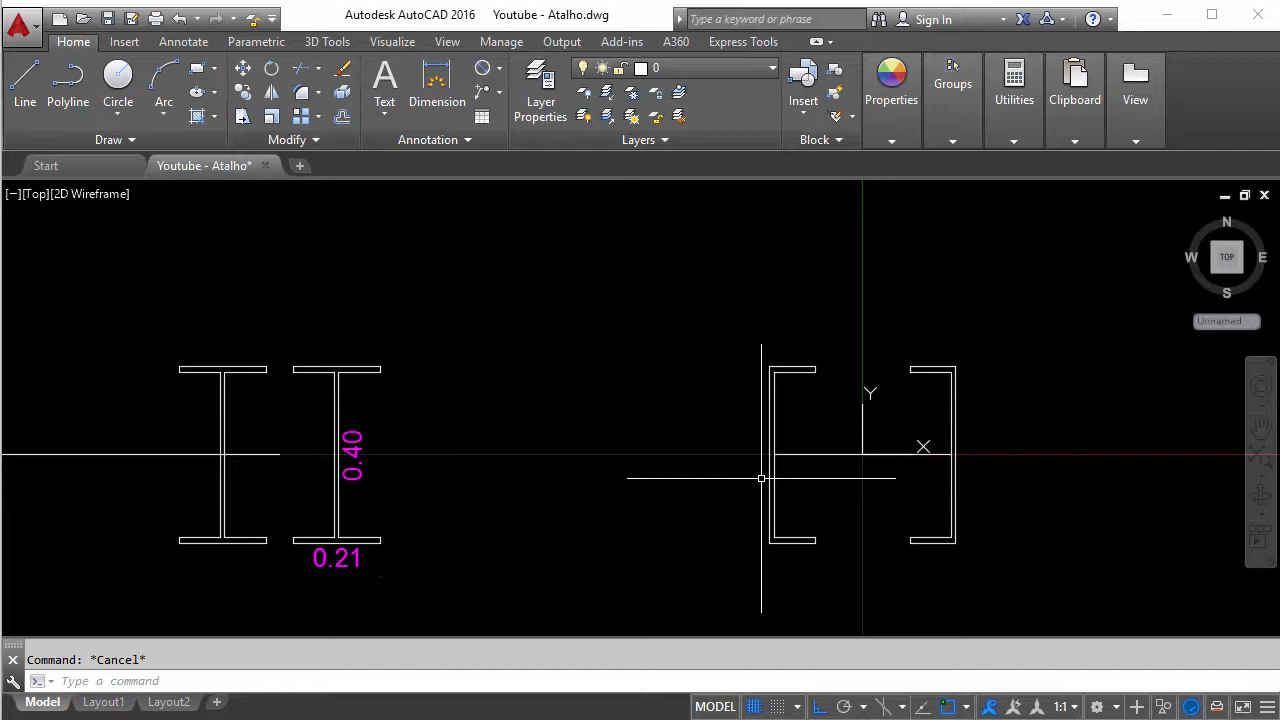 Autodesk AutoCAD 2016 Youtube - Atalho.dwg
Type a keyword or phrase
Sign In
Home Insert Annotate Parametric 3D Tools Visualize View Manage Output Add-ins A360 Express Tools
Line Polyline Circle Arc
Text Dimension
Layer Properties
0
Insert
Properties
Groups
Utilities
Clipboard
View
Draw Modify Annotation Layers Block
Start Youtube - Atalho*
[−][Top][2D Wireframe]
N
W TOP E
S
Unnamed
Y
X
0.40
0.21
Command: *Cancel*
Type a command
Model Layout1 Layout2
MODEL
1:1